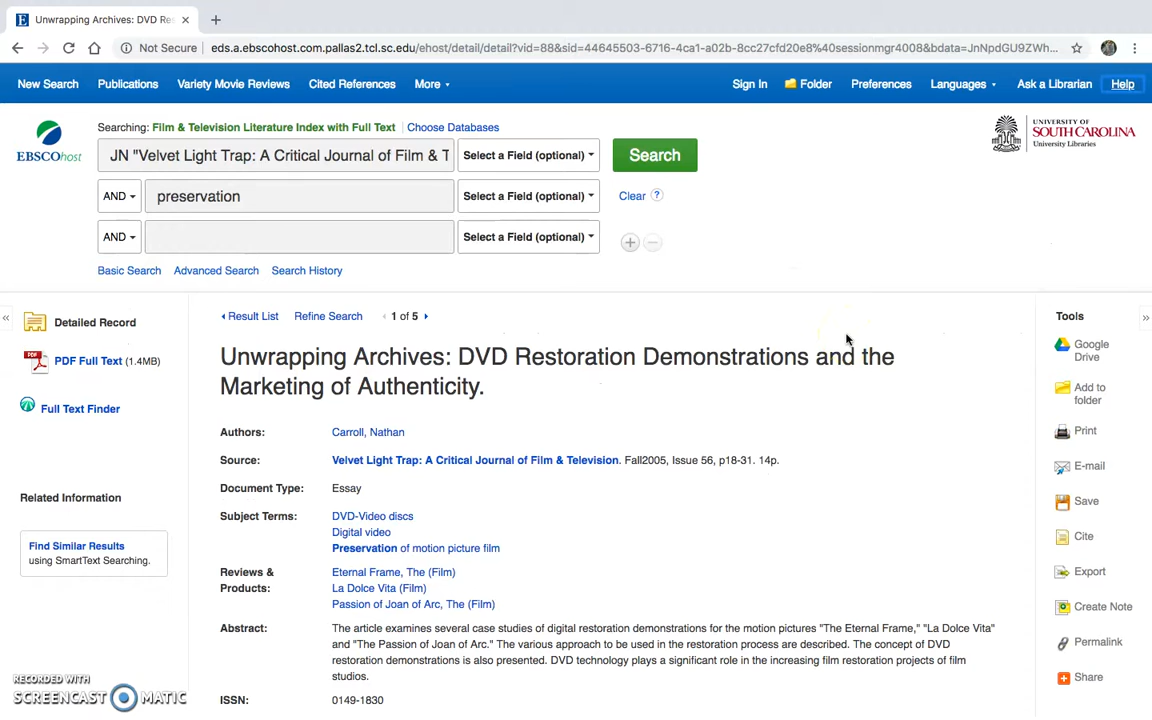 Unwrapping Archives: DVD Res
Not Secure
eds.a.ebscohost.com.pallas2.tcl.sc.edu/ehost/detail/detail?vid=88&sid=44645503-6716-4ca1-a02b-8cc27cfd20e8%40sessionmgr4008&bdata=JnNpdGU9ZWh...
New Search
Publications
Variety Movie Reviews
Cited References
More
Sign In
Folder
Preferences
Languages
Ask a Librarian
Help
EBSCOhost
Searching: Film & Television Literature Index with Full Text
Choose Databases
JN "Velvet Light Trap: A Critical Journal of Film & T
Select a Field (optional)
Search
AND
preservation
Select a Field (optional)
Clear
?
AND
Select a Field (optional)
Basic Search
Advanced Search
Search History
UNIVERSITY OF
SOUTH CAROLINA
University Libraries
Detailed Record
PDF Full Text (1.4MB)
Full Text Finder
Related Information
Find Similar Results
using SmartText Searching.
Result List
Refine Search
1 of 5
Unwrapping Archives: DVD Restoration Demonstrations and the
Marketing of Authenticity.
Authors:
Carroll, Nathan
Source:
Velvet Light Trap: A Critical Journal of Film & Television. Fall2005, Issue 56, p18-31. 14p.
Document Type:
Essay
Subject Terms:
DVD-Video discs
Digital video
Preservation of motion picture film
Reviews &
Products:
Eternal Frame, The (Film)
La Dolce Vita (Film)
Passion of Joan of Arc, The (Film)
Abstract:
The article examines several case studies of digital restoration demonstrations for the motion pictures "The Eternal Frame," "La Dolce Vita"
and "The Passion of Joan of Arc." The various approach to be used in the restoration process are described. The concept of DVD
restoration demonstrations is also presented. DVD technology plays a significant role in the increasing film restoration projects of film
studios.
ISSN:
0149-1830
Tools
Google
Drive
Add to
folder
Print
E-mail
Save
Cite
Export
Create Note
Permalink
Share
RECORDED WITH
SCREENCAST MATIC